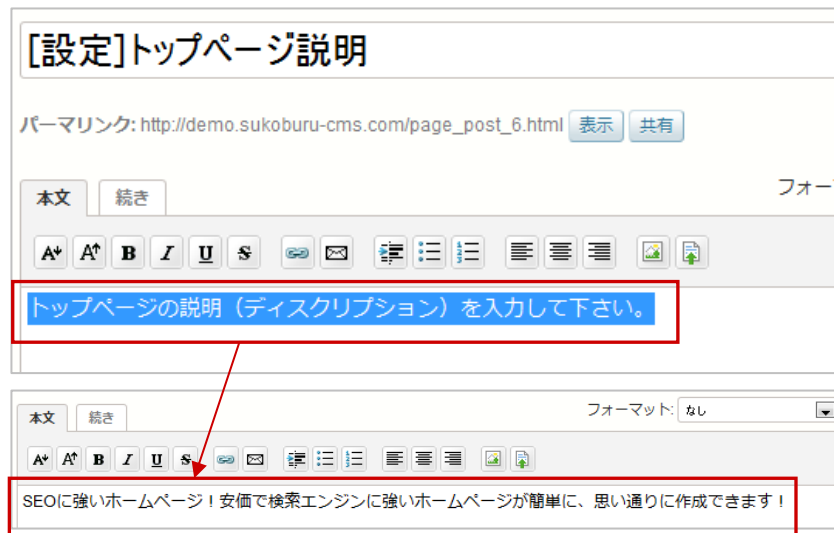 [設定]トップページ説明
パーマリンク: http://demo.sukoburu-cms.com/page_post_6.html 表示 共有
本文 続き フォー
トップページの説明（ディスクリプション）を入力して下さい。
本文 続き フォーマット: なし
SEOに強いホームページ！安価で検索エンジンに強いホームページが簡単に、思い通りに作成できます！